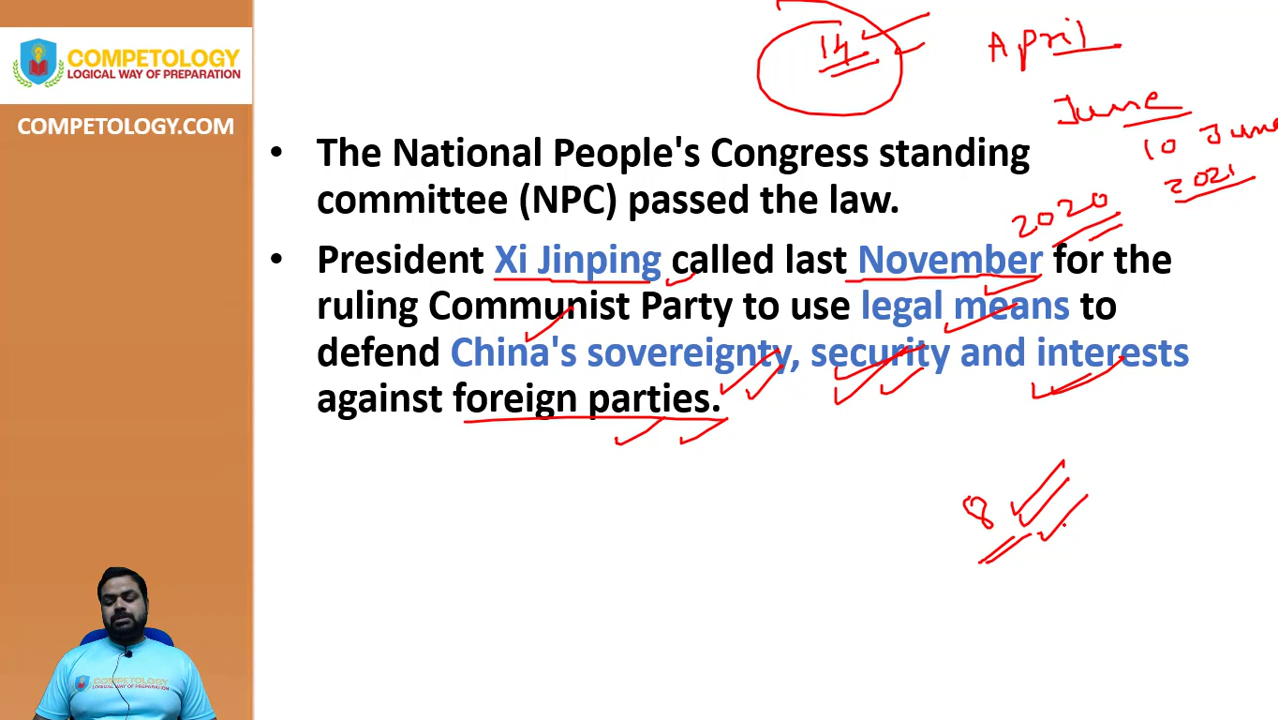 COMPETOLOGY
LOGICAL WAY OF PREPARATION
COMPETOLOGY.COM
14
April
June
10 June
2021
• The National People's Congress standing
committee (NPC) passed the law.
2020
• President Xi Jinping called last November for the
ruling Communist Party to use legal means to
defend China's sovereignty, security and interests
against foreign parties.
8
COMPETOLOGY
LOGICAL WAY OF PREPARATION